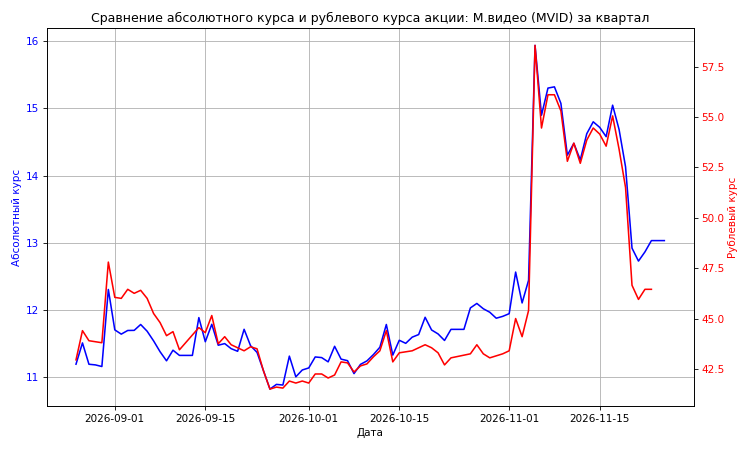 Сравнение абсолютного курса и рублевого курса акции: М.видео (MVID) за квартал
16
15
14
13
12
11
Абсолютный курс
57.5
55.0
52.5
50.0
47.5
45.0
42.5
Рублевый курс
2026-09-01 2026-09-15 2026-10-01 2026-10-15 2026-11-01 2026-11-15
Дата